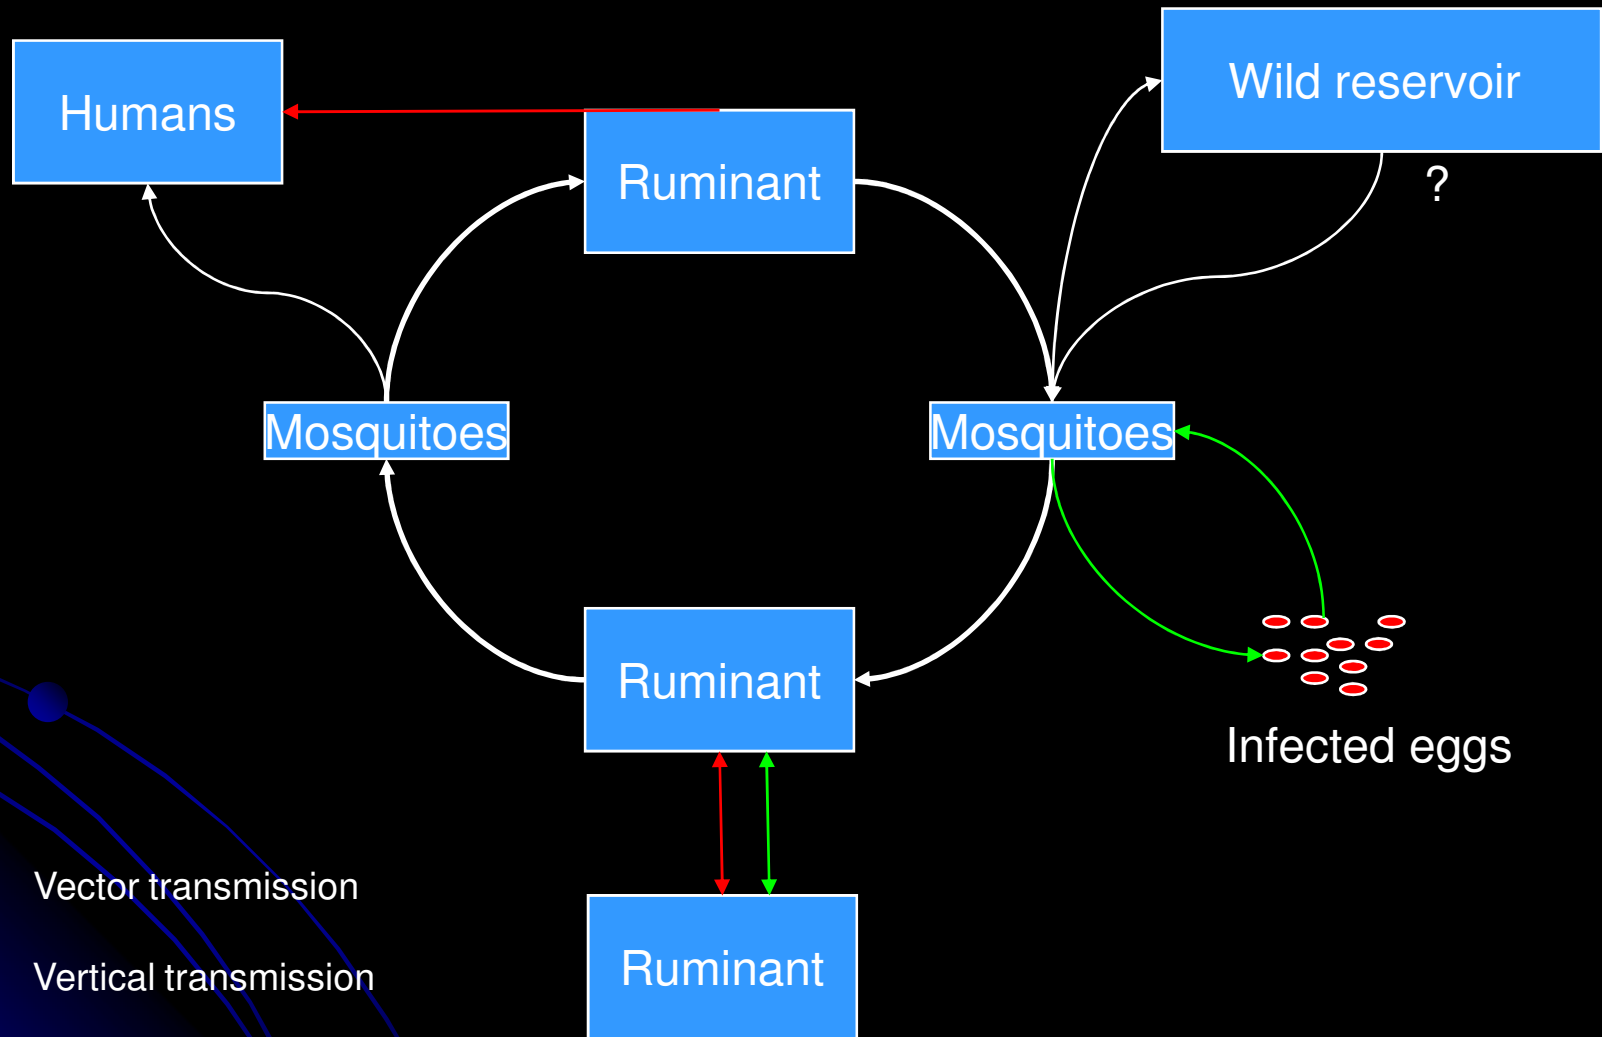 Humans
Wild reservoir
Ruminant
?
Mosquitoes
Mosquitoes
Ruminant
Infected eggs
Vector transmission
Ruminant
Vertical transmission